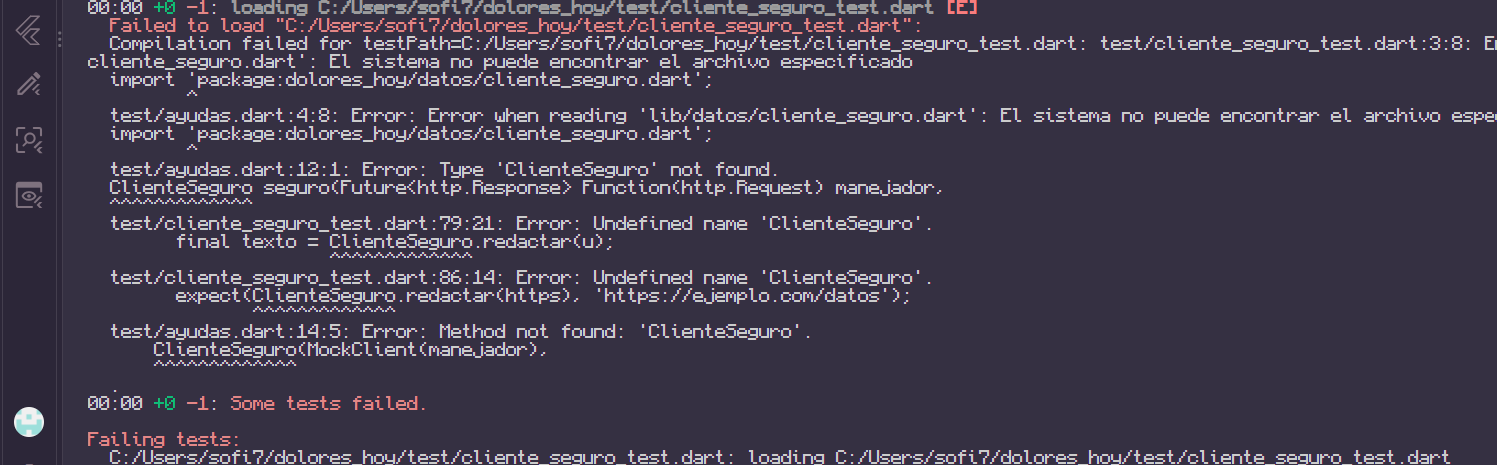 00:00 +0 -1: loading C:/Users/sofi7/dolores_hoy/test/cliente_seguro_test.dart [E]
Failed to load "C:/Users/sofi7/dolores_hoy/test/cliente_seguro_test.dart":
Compilation failed for testPath=C:/Users/sofi7/dolores_hoy/test/cliente_seguro_test.dart: test/cliente_seguro_test.dart:3:8:
cliente_seguro.dart': El sistema no puede encontrar el archivo especificado
import 'package:dolores_hoy/datos/cliente_seguro.dart';
^
test/ayudas.dart:4:8: Error: Error when reading 'lib/datos/cliente_seguro.dart': El sistema no puede encontrar el archivo
import 'package:dolores_hoy/datos/cliente_seguro.dart';
^
test/ayudas.dart:12:1: Error: Type 'ClienteSeguro' not found.
ClienteSeguro seguro(Future<http.Response> Function(http.Request) manejador,
^^^^^^^^^^^^^
test/cliente_seguro_test.dart:79:21: Error: Undefined name 'ClienteSeguro'.
final texto = ClienteSeguro.redactar(u);
^^^^^^^^^^^^^
test/cliente_seguro_test.dart:86:14: Error: Undefined name 'ClienteSeguro'.
expect(ClienteSeguro.redactar(https), 'https://ejemplo.com/datos');
^^^^^^^^^^^^^
test/ayudas.dart:14:5: Error: Method not found: 'ClienteSeguro'.
ClienteSeguro(MockClient(manejador),
^^^^^^^^^^^^^
.
00:00 +0 -1: Some tests failed.
Failing tests:
C:/Users/sofi7/dolores_hoy/test/cliente_seguro_test.dart: loading C:/Users/sofi7/dolores_hoy/test/cliente_seguro_test.dart